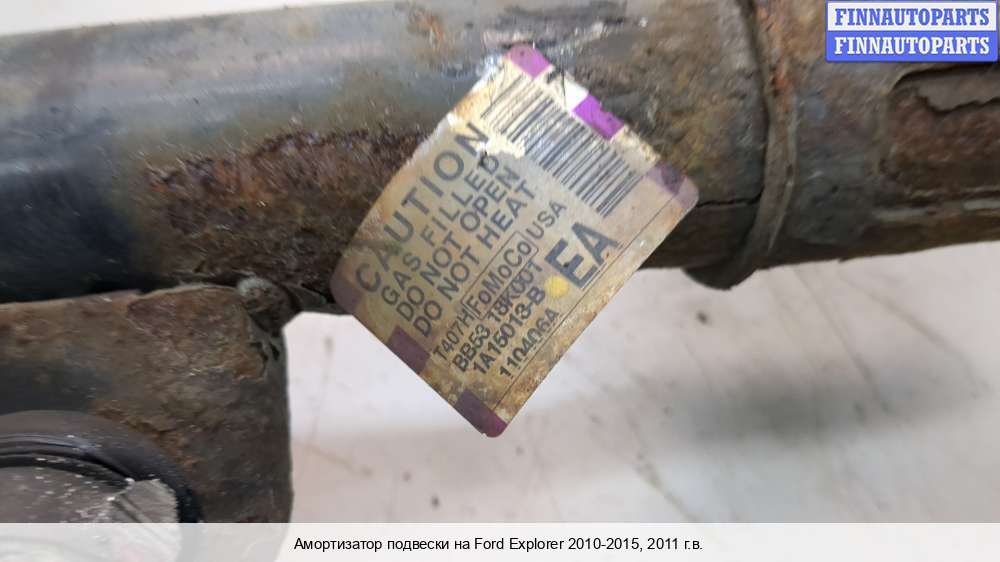 FINNAUTOPARTS
FINNAUTOPARTS
CAUTION
GAS FILLED
DO NOT OPEN
DO NOT HEAT
T407H FoMoCo USA
BB53 18K001
1A15013-B
110406A
EA
Амортизатор подвески на Ford Explorer 2010-2015, 2011 г.в.